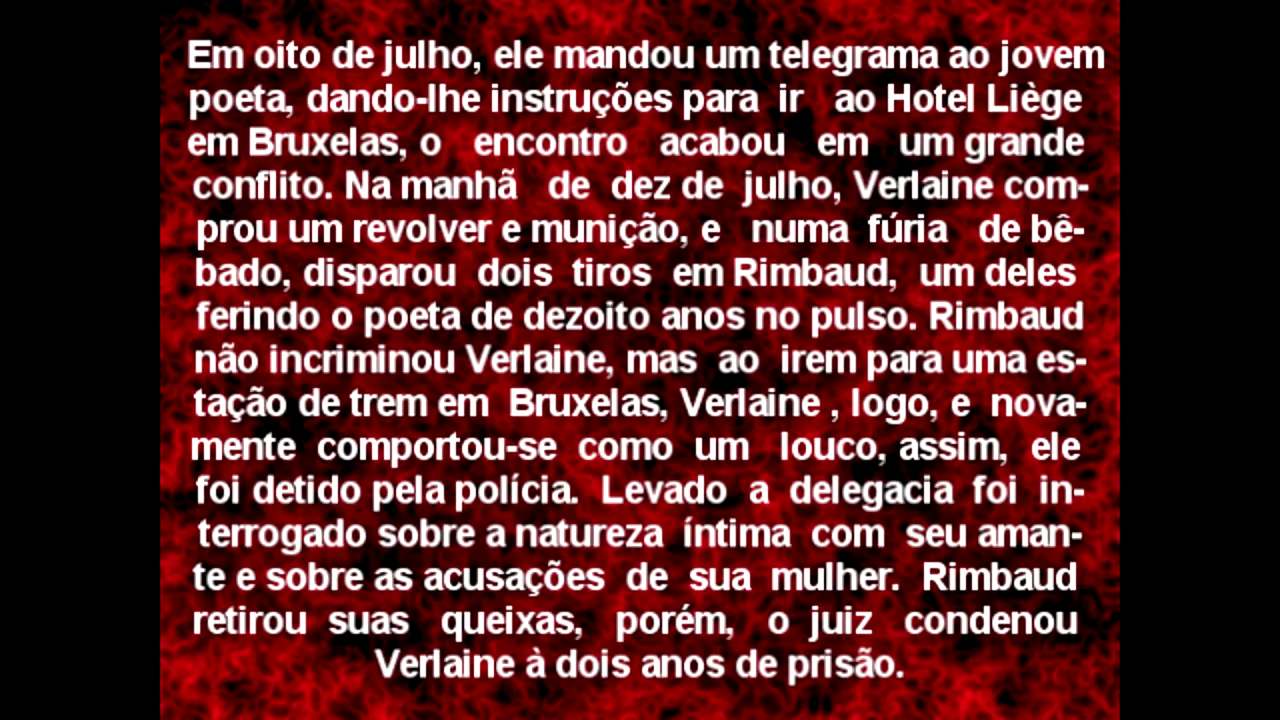 Em oito de julho, ele mandou um telegrama ao jovem
poeta, dando-lhe instruções para ir ao Hotel Liège
em Bruxelas, o encontro acabou em um grande
conflito. Na manhã de dez de julho, Verlaine com-
prou um revolver e munição, e numa fúria de bê-
bado, disparou dois tiros em Rimbaud, um deles
ferindo o poeta de dezoito anos no pulso. Rimbaud
não incriminou Verlaine, mas ao irem para uma es-
tação de trem em Bruxelas, Verlaine , logo, e nova-
mente comportou-se como um louco, assim, ele
foi detido pela polícia. Levado a delegacia foi in-
terrogado sobre a natureza íntima com seu aman-
te e sobre as acusações de sua mulher. Rimbaud
retirou suas queixas, porém, o juiz condenou
Verlaine à dois anos de prisão.